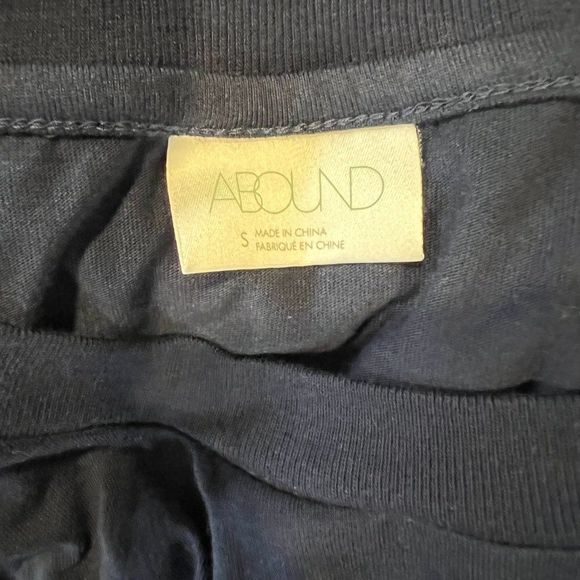 ABOUND
S MADE IN CHINA
FABRIQUÉ EN CHINE